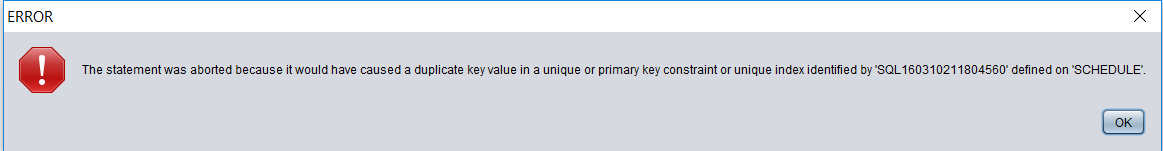 ERROR
The statement was aborted because it would have caused a duplicate key value in a unique or primary key constraint or unique index identified by 'SQL160310211804560' defined on 'SCHEDULE'.
OK